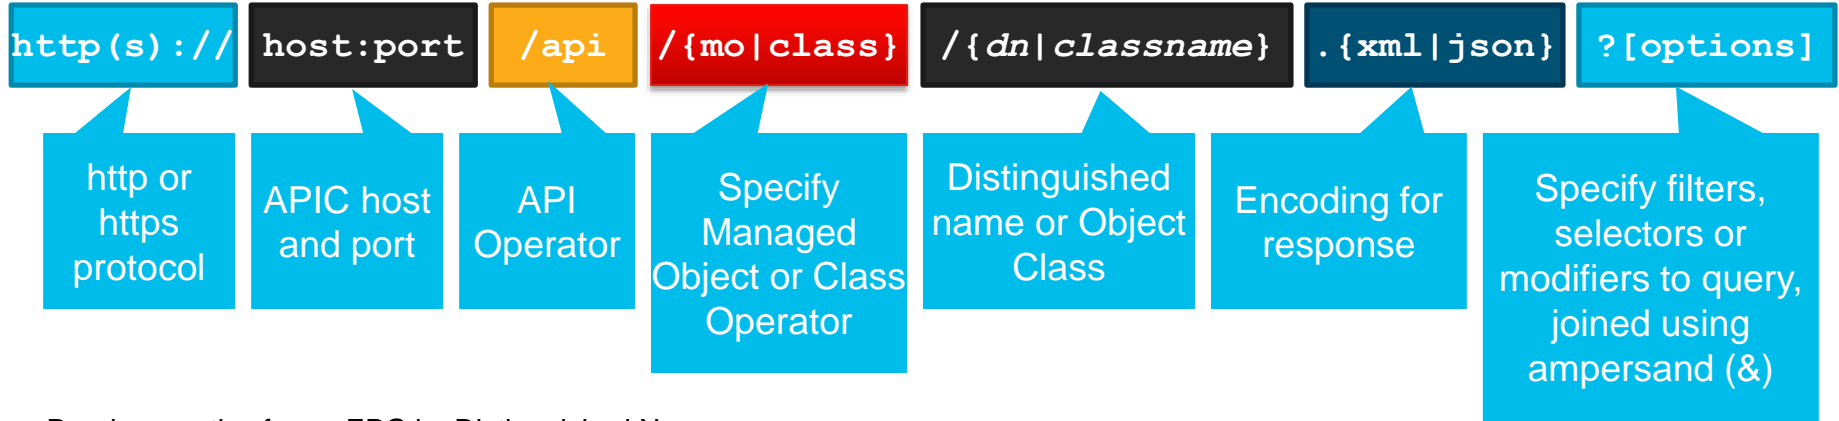 http(s):// host:port /api /{mo|class} /{dn|classname} .{xml|json} ?[options]
http or
https
protocol
APIC host
and port
API
Operator
Specify
Managed
Object or Class
Operator
Distinguished
name or Object
Class
Encoding for
response
Specify filters,
selectors or
modifiers to query,
joined using
ampersand (&)